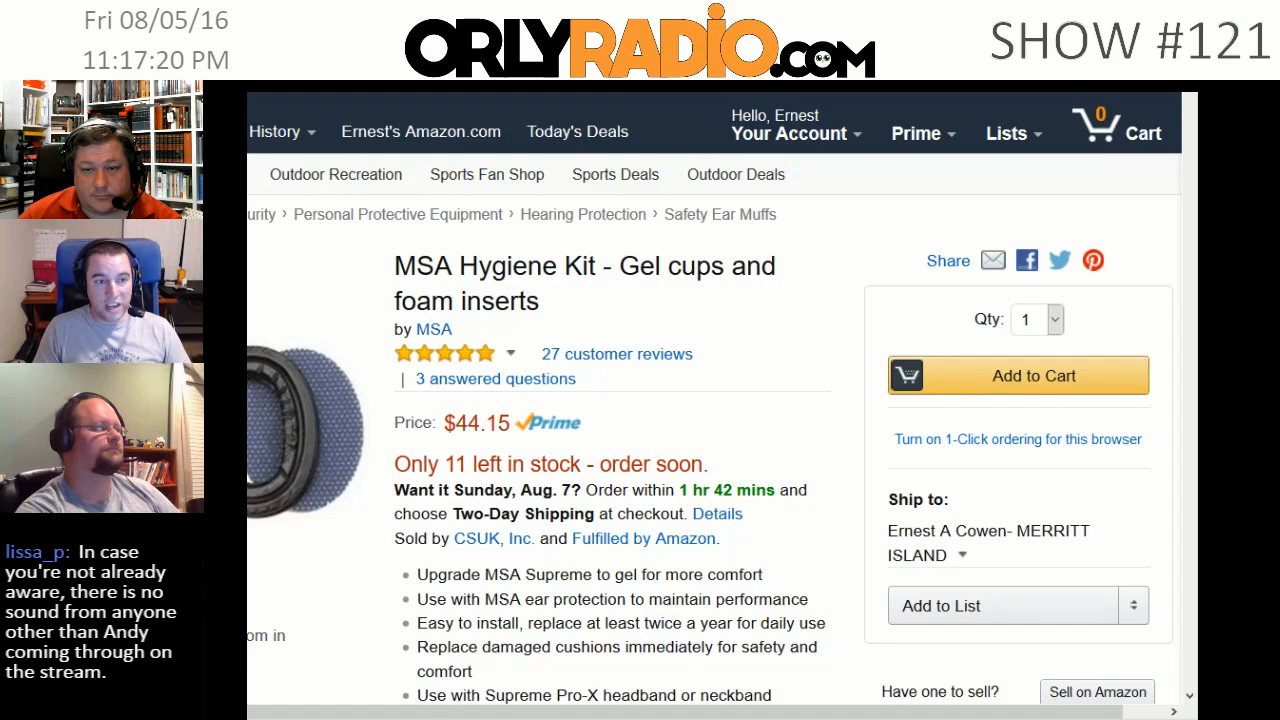 Fri 08/05/16
11:17:20 PM
ORLYRADiO.COM
SHOW #121
History
Ernest's Amazon.com
Today's Deals
Hello, Ernest
Your Account
Prime
Lists
0
Cart
Outdoor Recreation
Sports Fan Shop
Sports Deals
Outdoor Deals
urity › Personal Protective Equipment › Hearing Protection › Safety Ear Muffs
MSA Hygiene Kit - Gel cups and
foam inserts
by MSA
27 customer reviews
| 3 answered questions
Price: $44.15 Prime
Only 11 left in stock - order soon.
Want it Sunday, Aug. 7? Order within 1 hr 42 mins and
choose Two-Day Shipping at checkout. Details
Sold by CSUK, Inc. and Fulfilled by Amazon.
Upgrade MSA Supreme to gel for more comfort
Use with MSA ear protection to maintain performance
Easy to install, replace at least twice a year for daily use
Replace damaged cushions immediately for safety and
comfort
Use with Supreme Pro-X headband or neckband
om in
Share
Qty: 1
Add to Cart
Turn on 1-Click ordering for this browser
Ship to:
Ernest A Cowen- MERRITT
ISLAND
Add to List
Have one to sell?
Sell on Amazon
lissa_p: In case
you're not already
aware, there is no
sound from anyone
other than Andy
coming through on
the stream.